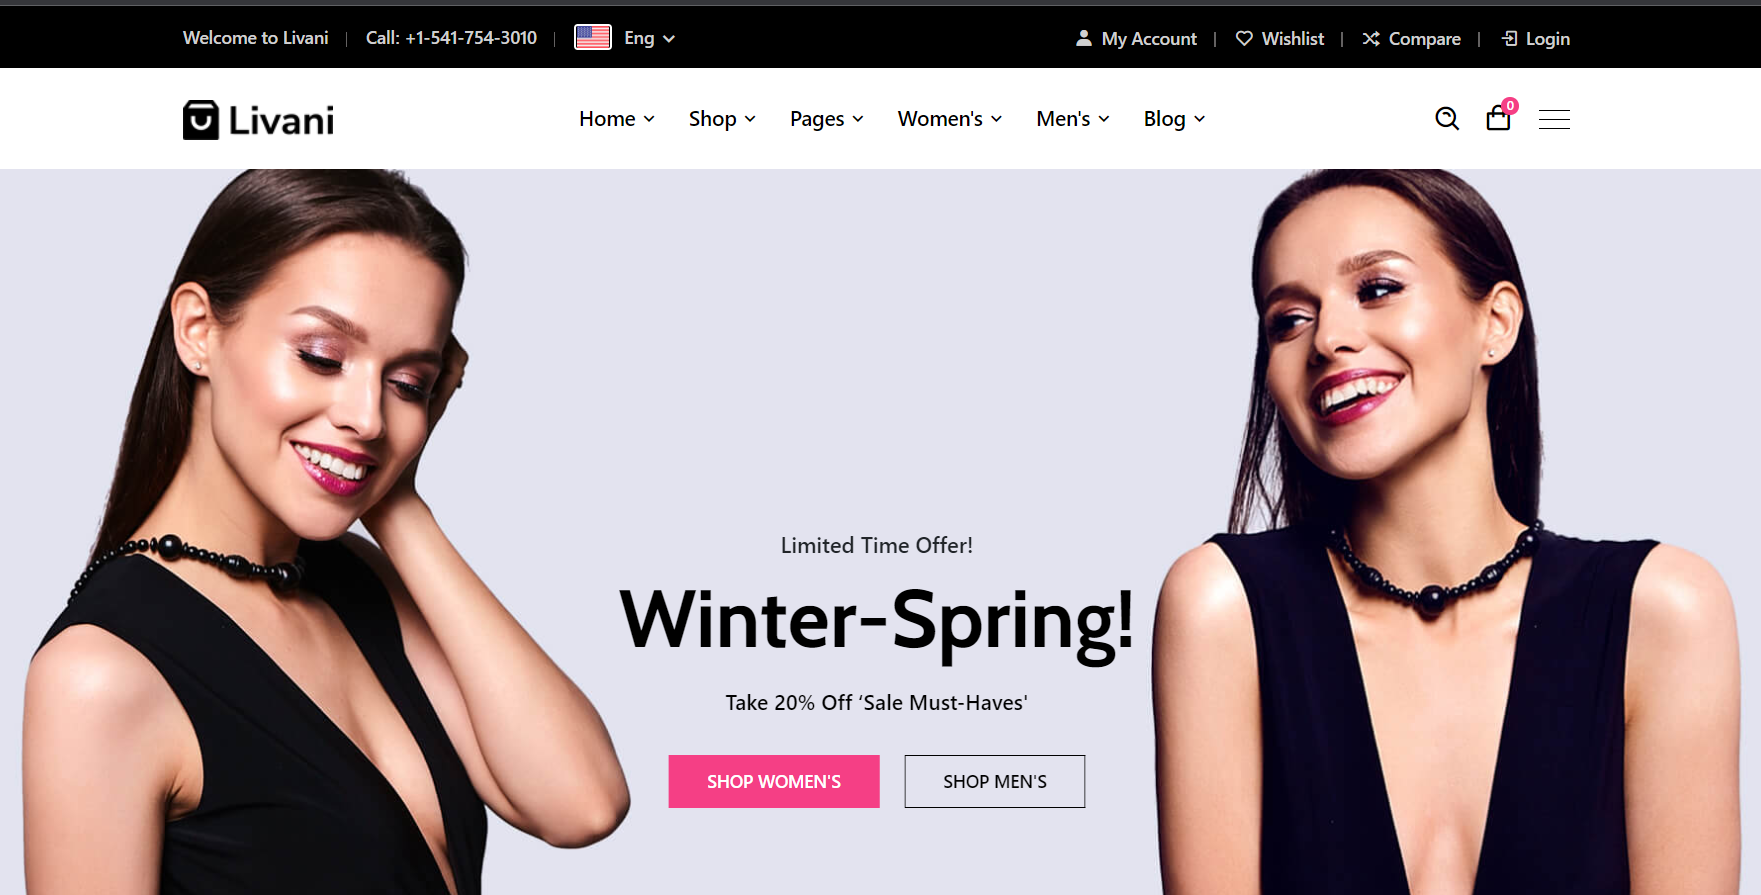 Welcome to Livani | Call: +1-541-754-3010 | Eng
My Account | Wishlist | Compare | Login
Livani
Home Shop Pages Women's Men's Blog
0
Limited Time Offer!
Winter-Spring!
Take 20% Off ‘Sale Must-Haves'
SHOP WOMEN'S
SHOP MEN'S